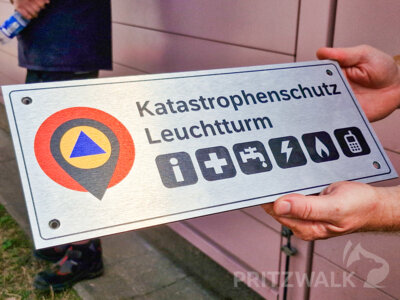 Katastrophenschutz
Leuchtturm
i
PRITZWALK